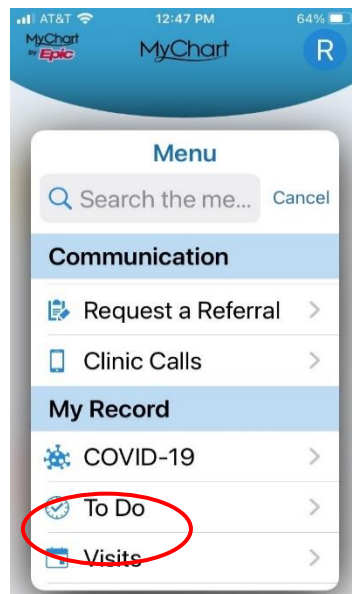 AT&T 12:47 PM 64%
MyChart
by Epic
MyChart
R
Menu
Search the me... Cancel
Communication
Request a Referral
Clinic Calls
My Record
COVID-19
To Do
Visits